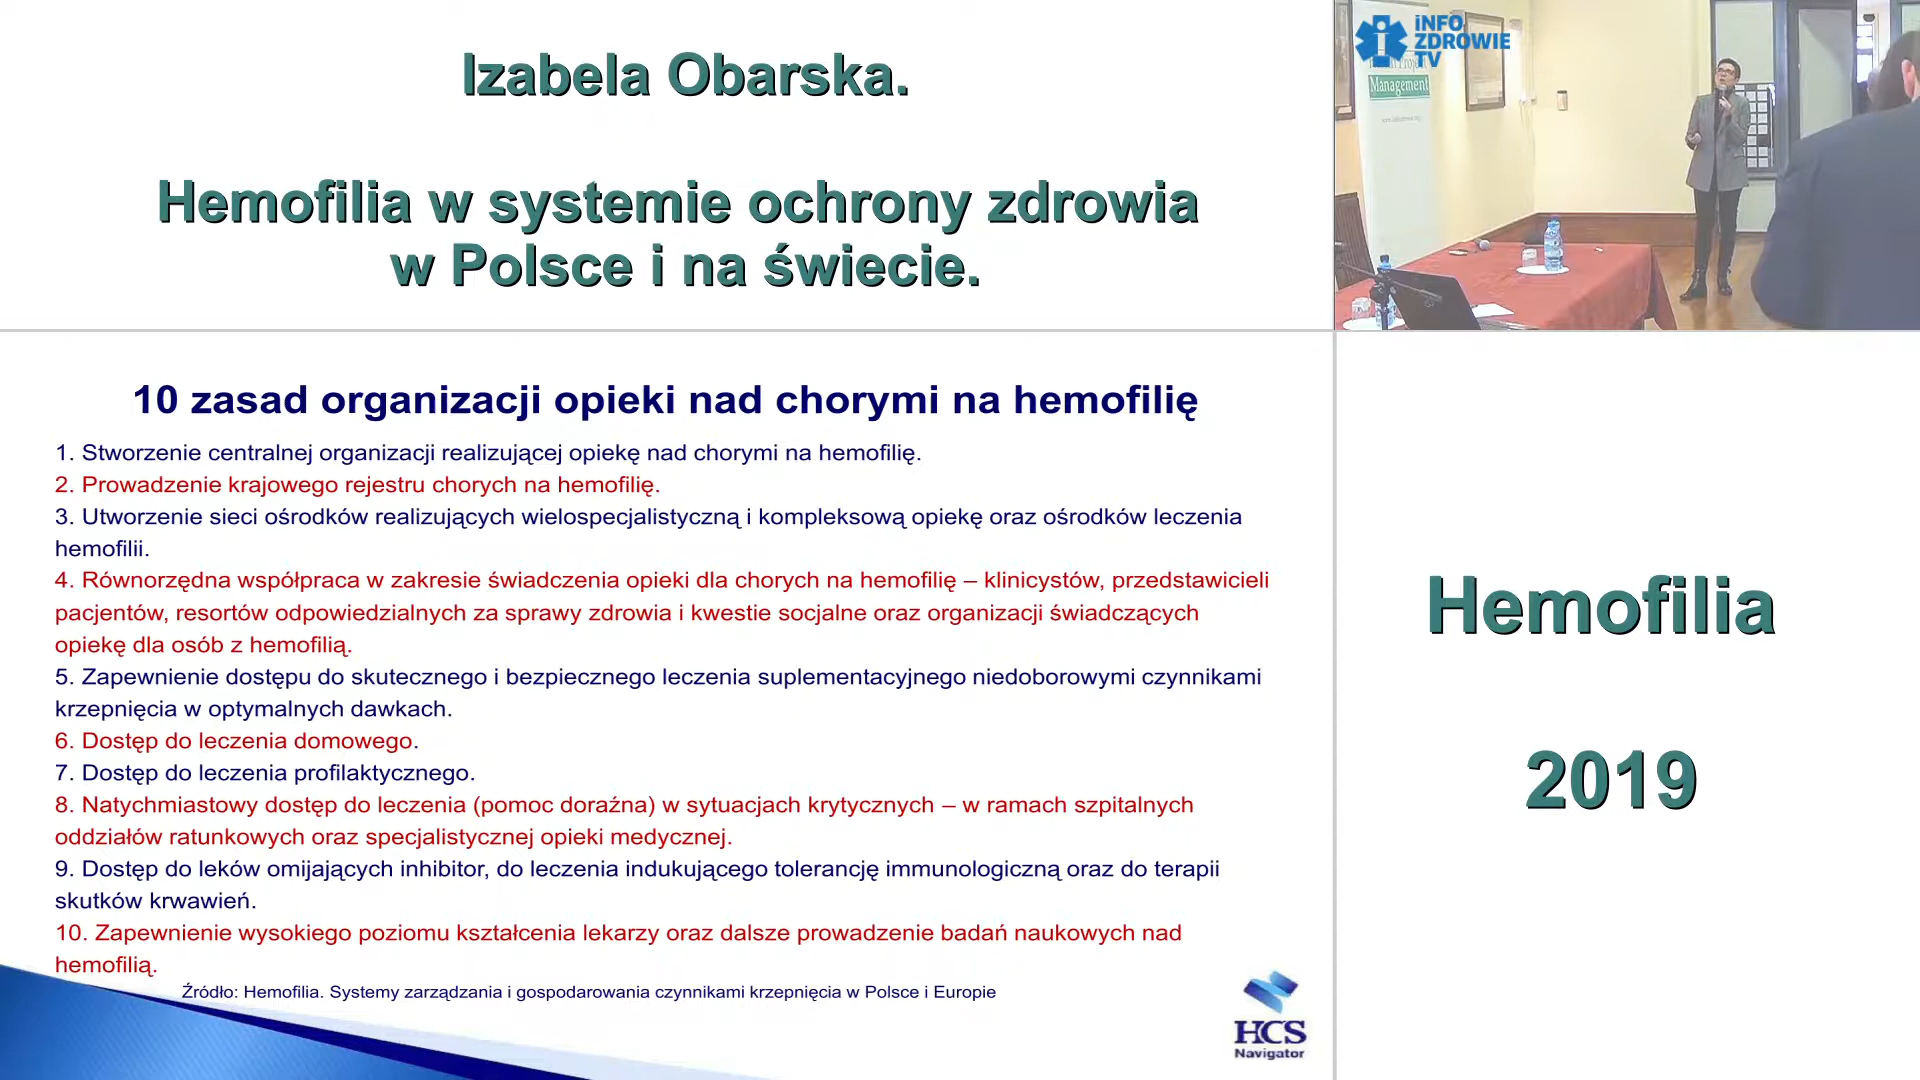 Izabela Obarska.
Hemofilia w systemie ochrony zdrowia
w Polsce i na świecie.
iNFO
ZDROWIE
TV
Management
10 zasad organizacji opieki nad chorymi na hemofilię
1. Stworzenie centralnej organizacji realizującej opiekę nad chorymi na hemofilię.
2. Prowadzenie krajowego rejestru chorych na hemofilię.
3. Utworzenie sieci ośrodków realizujących wielospecjalistyczną i kompleksową opiekę oraz ośrodków leczenia
hemofilii.
4. Równorzędna współpraca w zakresie świadczenia opieki dla chorych na hemofilię – klinicystów, przedstawicieli
pacjentów, resortów odpowiedzialnych za sprawy zdrowia i kwestie socjalne oraz organizacji świadczących
opiekę dla osób z hemofilią.
5. Zapewnienie dostępu do skutecznego i bezpiecznego leczenia suplementacyjnego niedoborowymi czynnikami
krzepnięcia w optymalnych dawkach.
6. Dostęp do leczenia domowego.
7. Dostęp do leczenia profilaktycznego.
8. Natychmiastowy dostęp do leczenia (pomoc doraźna) w sytuacjach krytycznych – w ramach szpitalnych
oddziałów ratunkowych oraz specjalistycznej opieki medycznej.
9. Dostęp do leków omijających inhibitor, do leczenia indukującego tolerancję immunologiczną oraz do terapii
skutków krwawień.
10. Zapewnienie wysokiego poziomu kształcenia lekarzy oraz dalsze prowadzenie badań naukowych nad
hemofilią.
Źródło: Hemofilia. Systemy zarządzania i gospodarowania czynnikami krzepnięcia w Polsce i Europie
HCS
Navigator
Hemofilia
2019